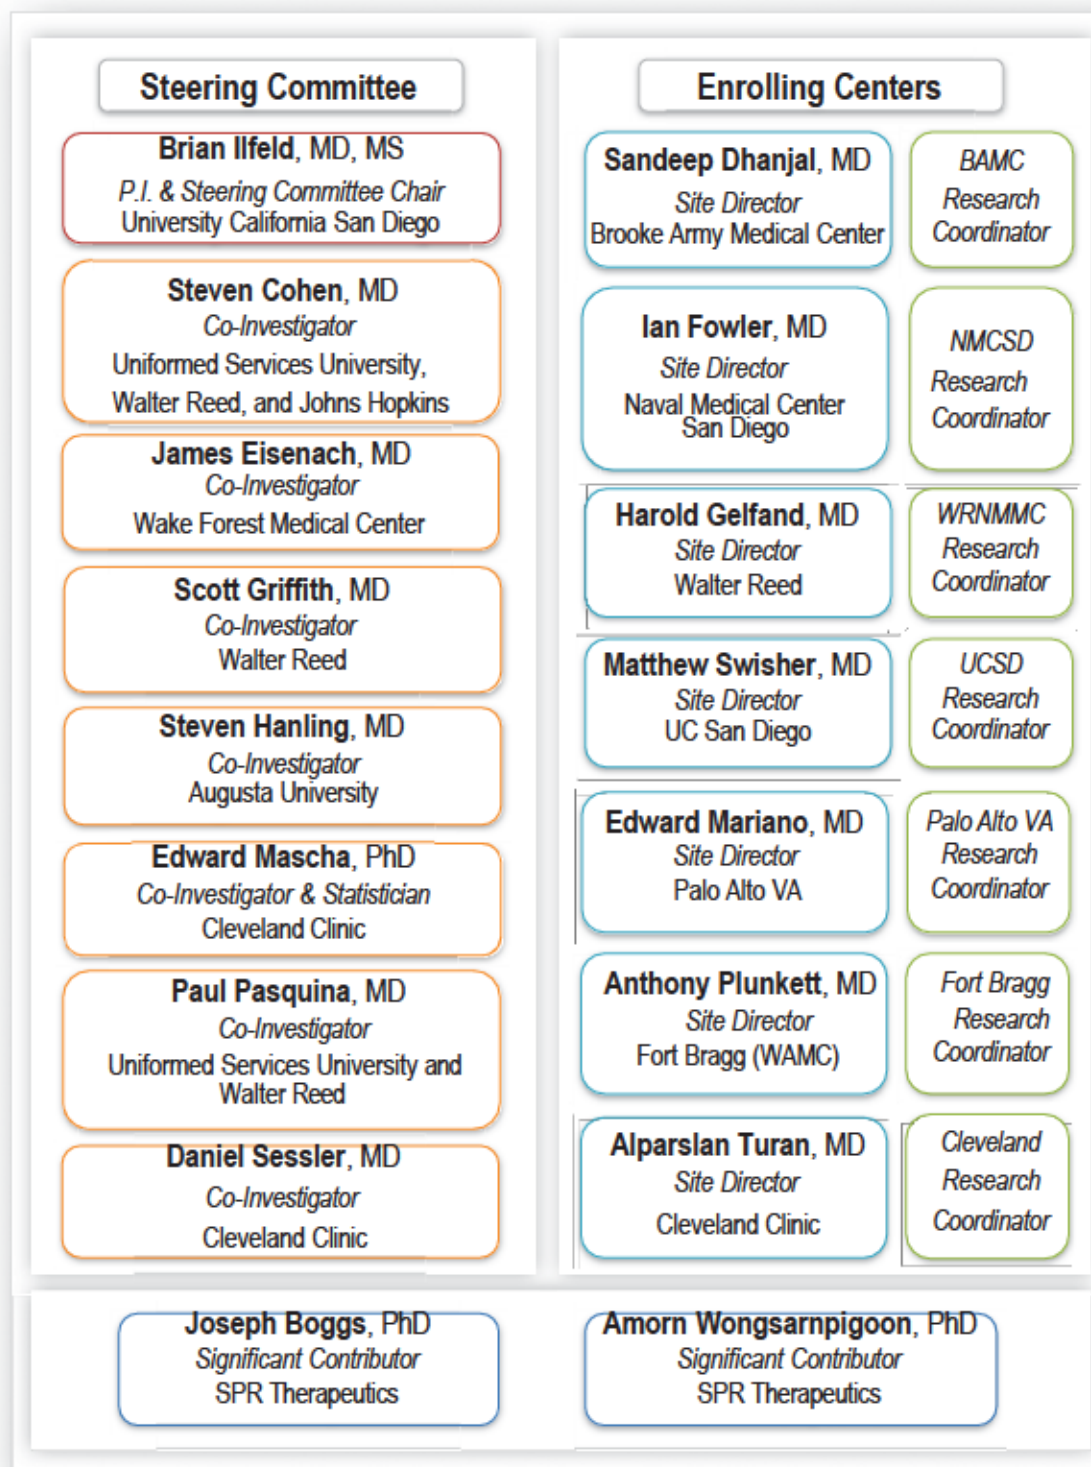 Steering Committee
Brian Ilfeld, MD, MS
P.I. & Steering Committee Chair
University California San Diego
Steven Cohen, MD
Co-Investigator
Uniformed Services University,
Walter Reed, and Johns Hopkins
James Eisenach, MD
Co-Investigator
Wake Forest Medical Center
Scott Griffith, MD
Co-Investigator
Walter Reed
Steven Hanling, MD
Co-Investigator
Augusta University
Edward Mascha, PhD
Co-Investigator & Statistician
Cleveland Clinic
Paul Pasquina, MD
Co-Investigator
Uniformed Services University and
Walter Reed
Daniel Sessler, MD
Co-Investigator
Cleveland Clinic
Enrolling Centers
Sandeep Dhanjal, MD
Site Director
Brooke Army Medical Center
BAMC
Research
Coordinator
Ian Fowler, MD
Site Director
Naval Medical Center
San Diego
NMCSD
Research
Coordinator
Harold Gelfand, MD
Site Director
Walter Reed
WRNMMC
Research
Coordinator
Matthew Swisher, MD
Site Director
UC San Diego
UCSD
Research
Coordinator
Edward Mariano, MD
Site Director
Palo Alto VA
Palo Alto VA
Research
Coordinator
Anthony Plunkett, MD
Site Director
Fort Bragg (WAMC)
Fort Bragg
Research
Coordinator
Alparslan Turan, MD
Site Director
Cleveland Clinic
Cleveland
Research
Coordinator
Joseph Boggs, PhD
Significant Contributor
SPR Therapeutics
Amorn Wongsarnpigoon, PhD
Significant Contributor
SPR Therapeutics